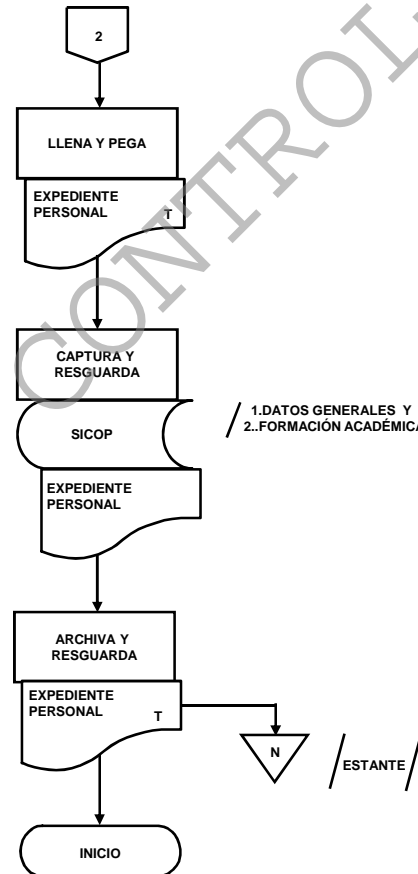 2
LLENA Y PEGA
EXPEDIENTE
PERSONAL
T
CAPTURA Y
RESGUARDA
SICOP
/ 1.DATOS GENERALES Y
2..FORMACIÓN ACADÉMICA
EXPEDIENTE
PERSONAL
ARCHIVA Y
RESGUARDA
EXPEDIENTE
PERSONAL
T
N
/ESTANTE /
INICIO
CONTROL